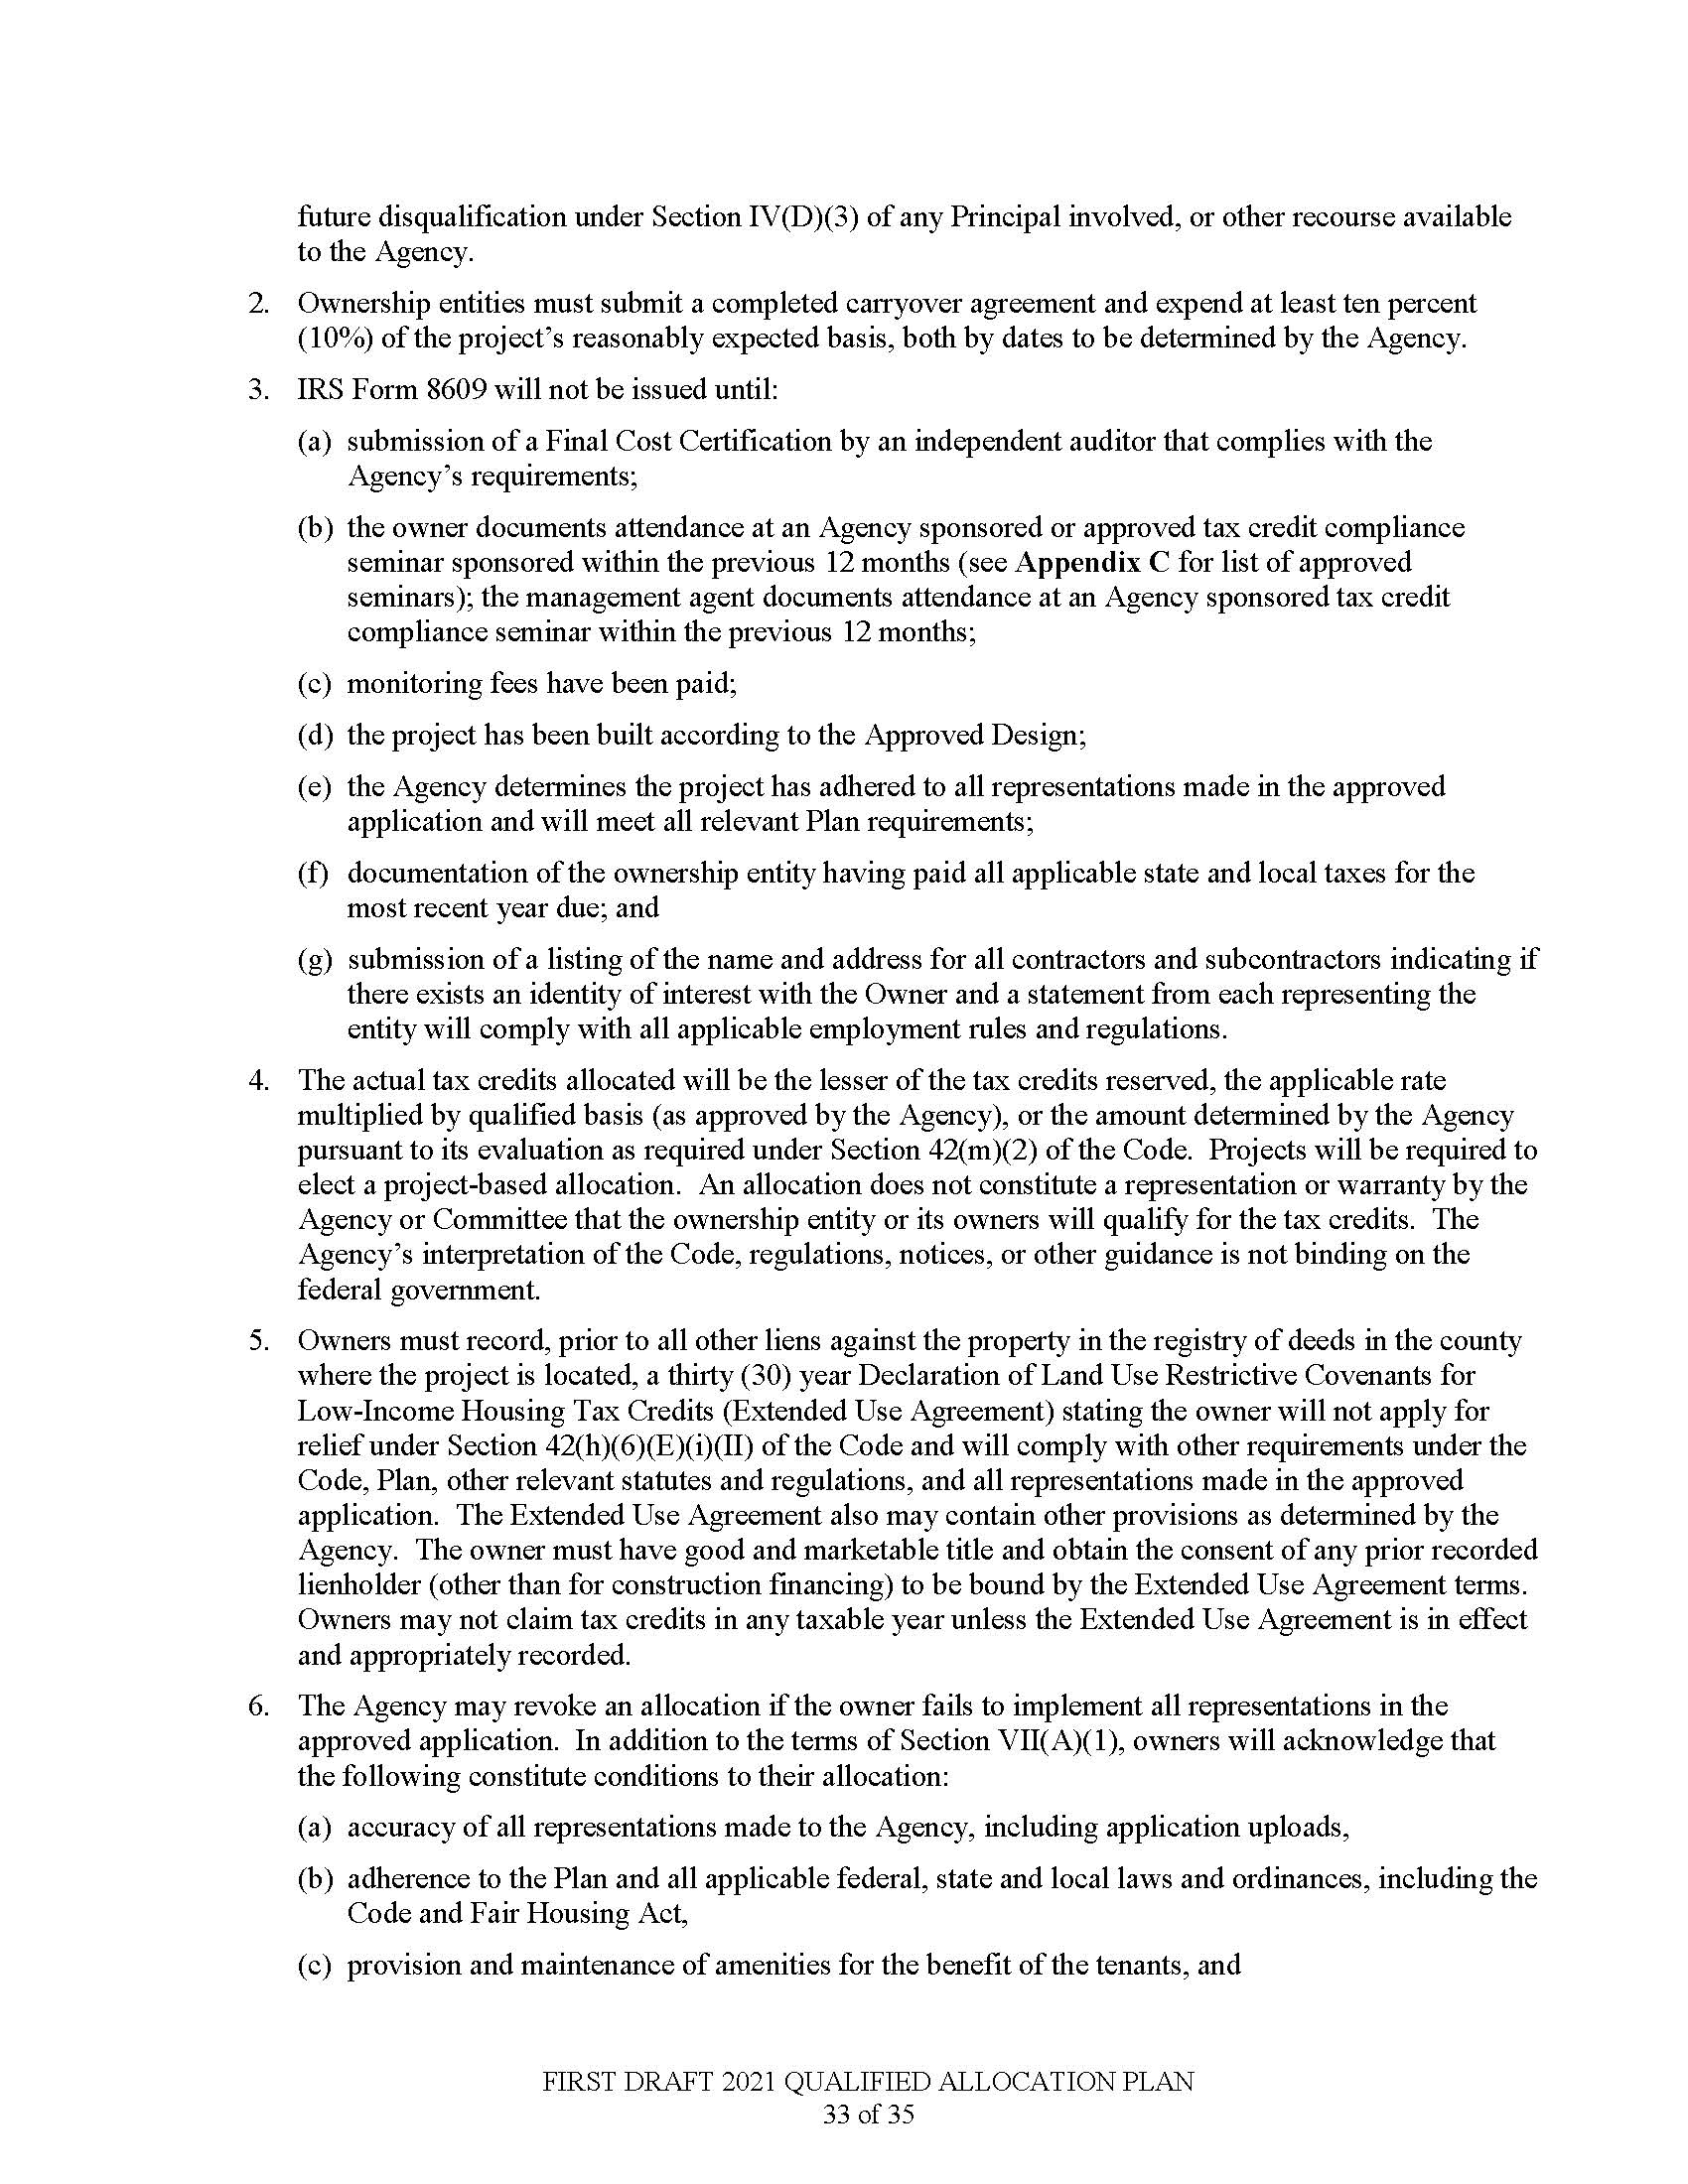 future disqualification under Section IV(D)(3) of any Principal involved, or other recourse available
to the Agency.
2. Ownership entities must submit a completed carryover agreement and expend at least ten percent
(10%) of the project’s reasonably expected basis, both by dates to be determined by the Agency.
3. IRS Form 8609 will not be issued until:
(a) submission of a Final Cost Certification by an independent auditor that complies with the
Agency’s requirements;
(b) the owner documents attendance at an Agency sponsored or approved tax credit compliance
seminar sponsored within the previous 12 months (see Appendix C for list of approved
seminars); the management agent documents attendance at an Agency sponsored tax credit
compliance seminar within the previous 12 months;
(c) monitoring fees have been paid;
(d) the project has been built according to the Approved Design;
(e) the Agency determines the project has adhered to all representations made in the approved
application and will meet all relevant Plan requirements;
(f) documentation of the ownership entity having paid all applicable state and local taxes for the
most recent year due; and
(g) submission of a listing of the name and address for all contractors and subcontractors indicating if
there exists an identity of interest with the Owner and a statement from each representing the
entity will comply with all applicable employment rules and regulations.
4. The actual tax credits allocated will be the lesser of the tax credits reserved, the applicable rate
multiplied by qualified basis (as approved by the Agency), or the amount determined by the Agency
pursuant to its evaluation as required under Section 42(m)(2) of the Code. Projects will be required to
elect a project-based allocation. An allocation does not constitute a representation or warranty by the
Agency or Committee that the ownership entity or its owners will qualify for the tax credits. The
Agency’s interpretation of the Code, regulations, notices, or other guidance is not binding on the
federal government.
5. Owners must record, prior to all other liens against the property in the registry of deeds in the county
where the project is located, a thirty (30) year Declaration of Land Use Restrictive Covenants for
Low-Income Housing Tax Credits (Extended Use Agreement) stating the owner will not apply for
relief under Section 42(h)(6)(E)(i)(II) of the Code and will comply with other requirements under the
Code, Plan, other relevant statutes and regulations, and all representations made in the approved
application. The Extended Use Agreement also may contain other provisions as determined by the
Agency. The owner must have good and marketable title and obtain the consent of any prior recorded
lienholder (other than for construction financing) to be bound by the Extended Use Agreement terms.
Owners may not claim tax credits in any taxable year unless the Extended Use Agreement is in effect
and appropriately recorded.
6. The Agency may revoke an allocation if the owner fails to implement all representations in the
approved application. In addition to the terms of Section VII(A)(1), owners will acknowledge that
the following constitute conditions to their allocation:
(a) accuracy of all representations made to the Agency, including application uploads,
(b) adherence to the Plan and all applicable federal, state and local laws and ordinances, including the
Code and Fair Housing Act,
(c) provision and maintenance of amenities for the benefit of the tenants, and
FIRST DRAFT 2021 QUALIFIED ALLOCATION PLAN
33 of 35